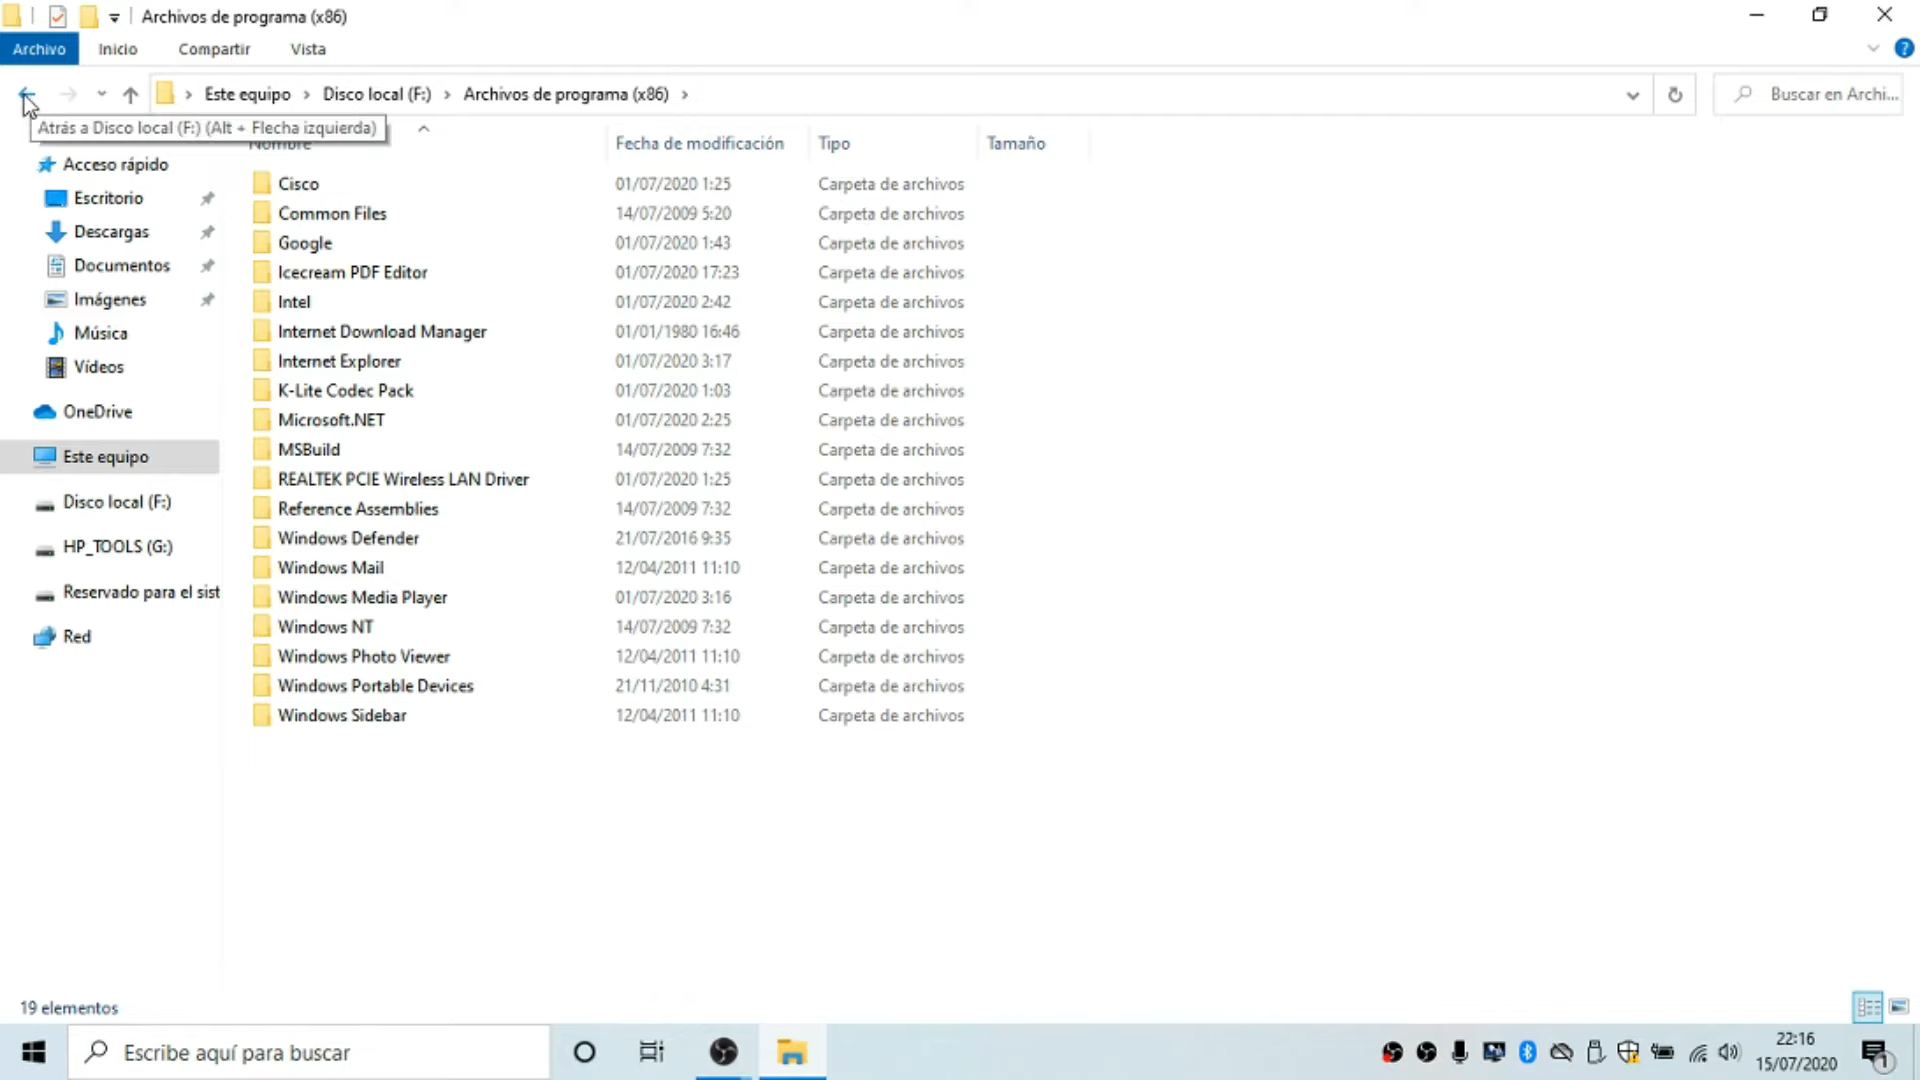 Archivos de programa (x86)
Archivo Inicio Compartir Vista
Este equipo Disco local (F:) Archivos de programa (x86) Buscar en Archi...
Atrás a Disco local (F:) (Alt + Flecha izquierda)
Nombre Fecha de modificación Tipo Tamaño
Acceso rápido
Escritorio
Descargas
Documentos
Imágenes
Música
Vídeos
OneDrive
Este equipo
Disco local (F:)
HP_TOOLS (G:)
Reservado para el sist
Red
Cisco 01/07/2020 1:25 Carpeta de archivos
Common Files 14/07/2009 5:20 Carpeta de archivos
Google 01/07/2020 1:43 Carpeta de archivos
Icecream PDF Editor 01/07/2020 17:23 Carpeta de archivos
Intel 01/07/2020 2:42 Carpeta de archivos
Internet Download Manager 01/01/1980 16:46 Carpeta de archivos
Internet Explorer 01/07/2020 3:17 Carpeta de archivos
K-Lite Codec Pack 01/07/2020 1:03 Carpeta de archivos
Microsoft.NET 01/07/2020 2:25 Carpeta de archivos
MSBuild 14/07/2009 7:32 Carpeta de archivos
REALTEK PCIE Wireless LAN Driver 01/07/2020 1:25 Carpeta de archivos
Reference Assemblies 14/07/2009 7:32 Carpeta de archivos
Windows Defender 21/07/2016 9:35 Carpeta de archivos
Windows Mail 12/04/2011 11:10 Carpeta de archivos
Windows Media Player 01/07/2020 3:16 Carpeta de archivos
Windows NT 14/07/2009 7:32 Carpeta de archivos
Windows Photo Viewer 12/04/2011 11:10 Carpeta de archivos
Windows Portable Devices 21/11/2010 4:31 Carpeta de archivos
Windows Sidebar 12/04/2011 11:10 Carpeta de archivos
19 elementos
Escribe aquí para buscar
22:16
15/07/2020
1